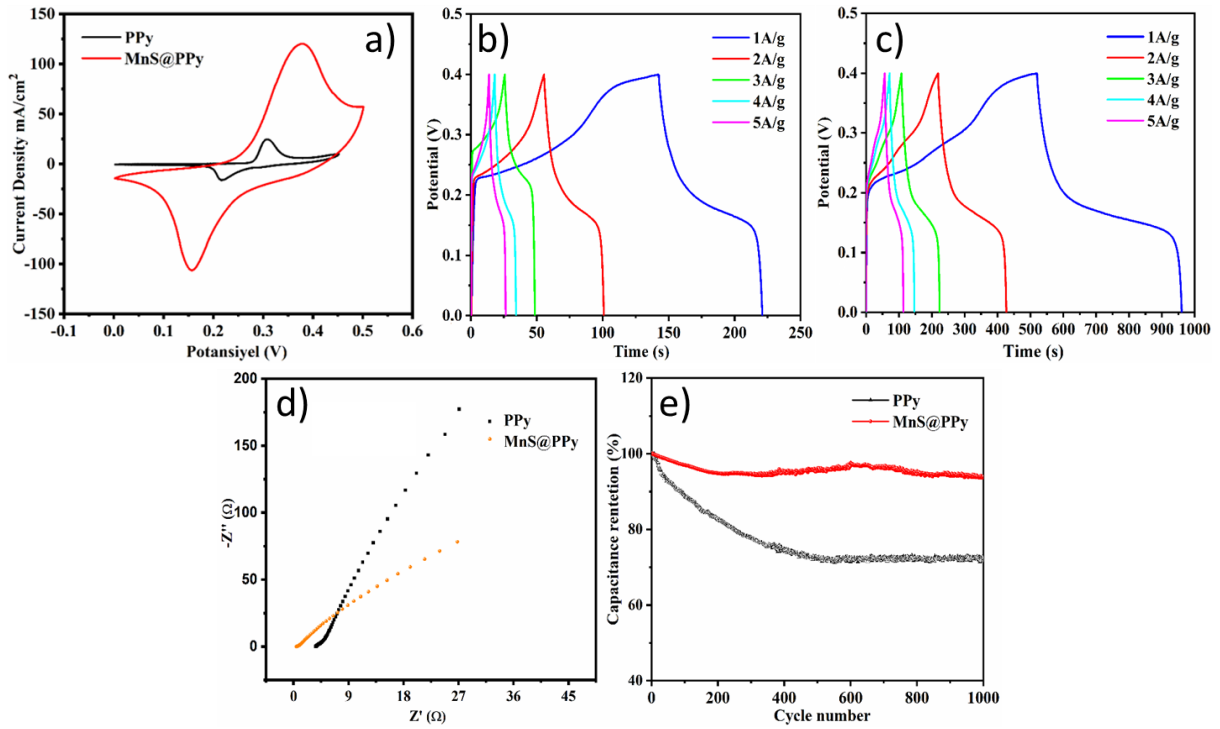 a)
PPy
MnS@PPy
Current Density mA/cm²
150
100
50
0
-50
-100
-150
-0.1 0.0 0.1 0.2 0.3 0.4 0.5 0.6
Potansiyel (V)
b)
1A/g
2A/g
3A/g
4A/g
5A/g
Potential (V)
0.5
0.4
0.3
0.2
0.1
0.0
0 50 100 150 200 250
Time (s)
c)
1A/g
2A/g
3A/g
4A/g
5A/g
Potential (V)
0.5
0.4
0.3
0.2
0.1
0.0
0 100 200 300 400 500 600 700 800 900 1000
Time (s)
d)
PPy
MnS@PPy
-Z'' (Ω)
200
150
100
50
0
0 9 18 27 36 45
Z' (Ω)
e)
PPy
MnS@PPy
Capacitance rentetion (%)
120
100
80
60
40
0 200 400 600 800 1000
Cycle number